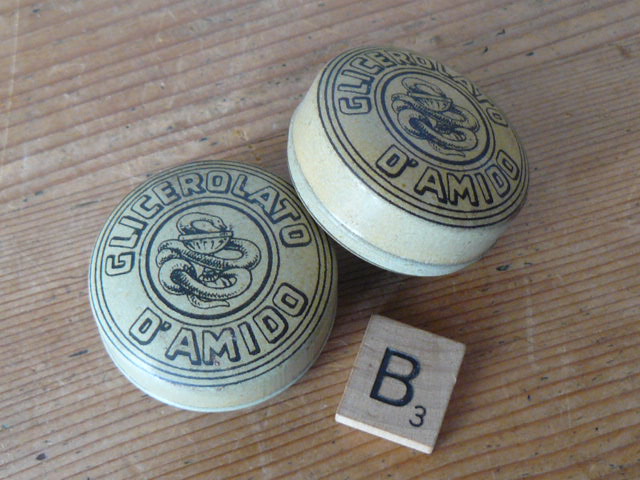 GLICEROLATO
D'AMIDO
GLICEROLATO
D'AMIDO
B
3